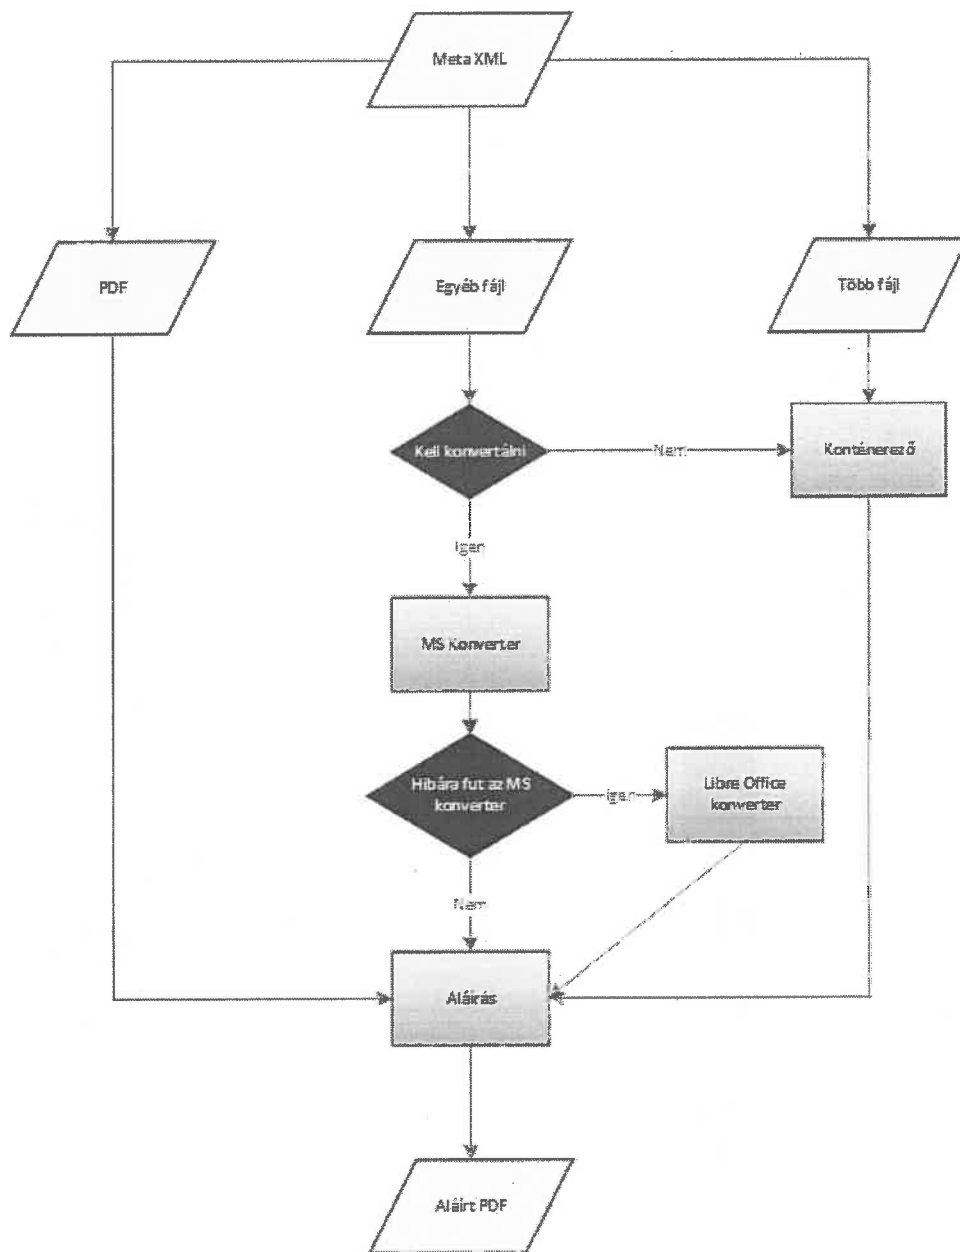 Meta XML
PDF
Egyéb fájl
Több fájl
Kell konvertálni
Nem
Konténerező
Igen
MS Konverter
Hibára fut az MS
konverter
Igen
Libre Office
konverter
Nem
Aláírás
Aláírt PDF